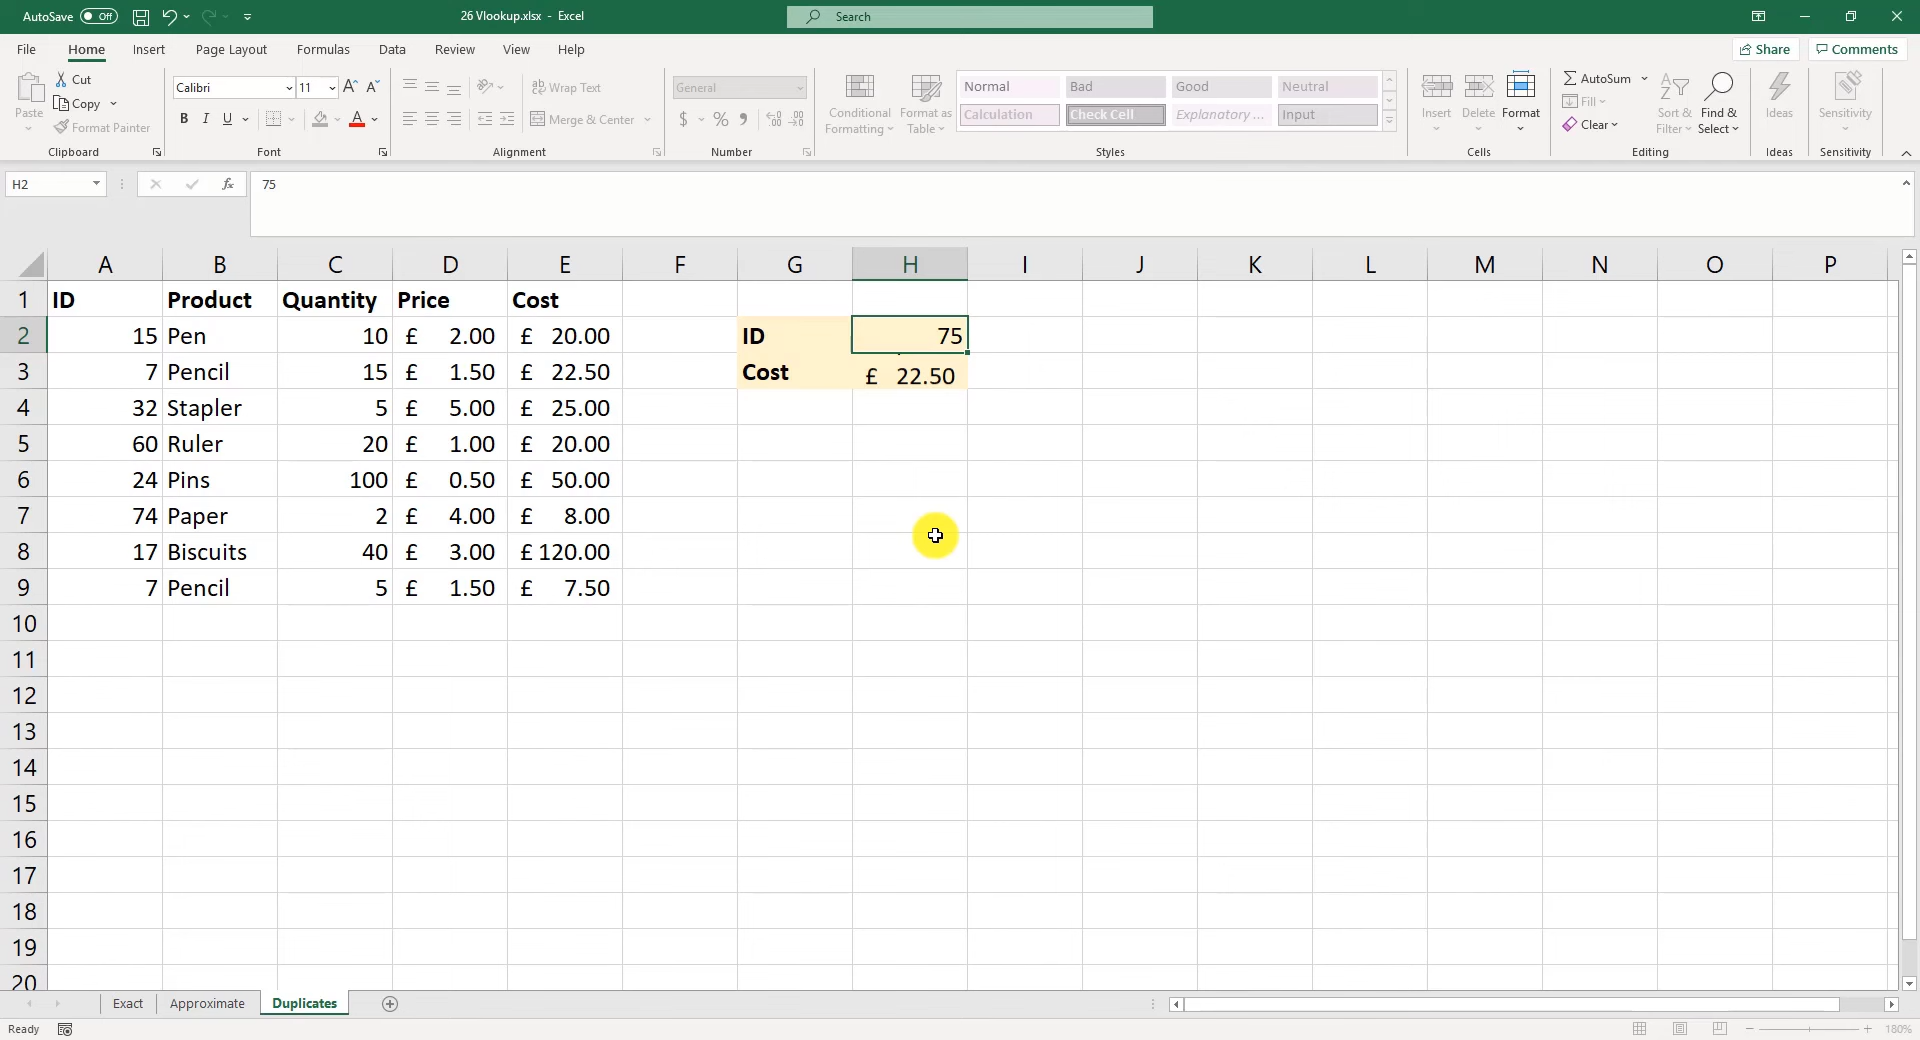 AutoSave Off 26 Vlookup.xlsx - Excel Search
File Home Insert Page Layout Formulas Data Review View Help Share Comments
Paste Cut Copy Format Painter Clipboard
Calibri 11 A A B I U A Font
Wrap Text Merge & Center Alignment
General $ % Number
Conditional Formatting Format as Table Normal Bad Good Neutral
Calculation Check Cell Explanatory ... Input Styles
Insert Delete Format Cells
AutoSum Fill Clear Sort & Filter Find & Select Editing
Ideas Ideas
Sensitivity Sensitivity
H2 fx 75
A B C D E F G H I J K L M N O P
1 ID Product Quantity Price Cost
2 15 Pen 10 £ 2.00 £ 20.00 ID 75
3 7 Pencil 15 £ 1.50 £ 22.50 Cost £ 22.50
4 32 Stapler 5 £ 5.00 £ 25.00
5 60 Ruler 20 £ 1.00 £ 20.00
6 24 Pins 100 £ 0.50 £ 50.00
7 74 Paper 2 £ 4.00 £ 8.00
8 17 Biscuits 40 £ 3.00 £ 120.00
9 7 Pencil 5 £ 1.50 £ 7.50
10
11
12
13
14
15
16
17
18
19
20
Exact Approximate Duplicates
Ready 180%